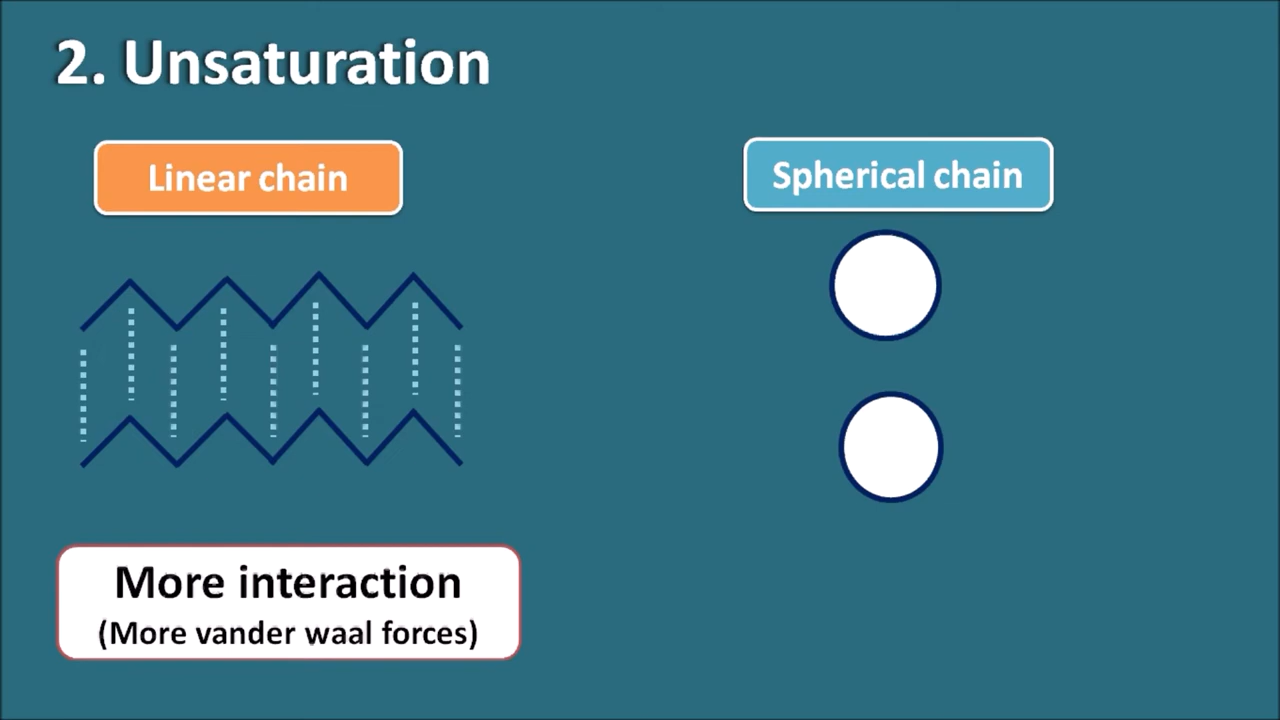 2. Unsaturation
Linear chain
Spherical chain
More interaction
(More vander waal forces)